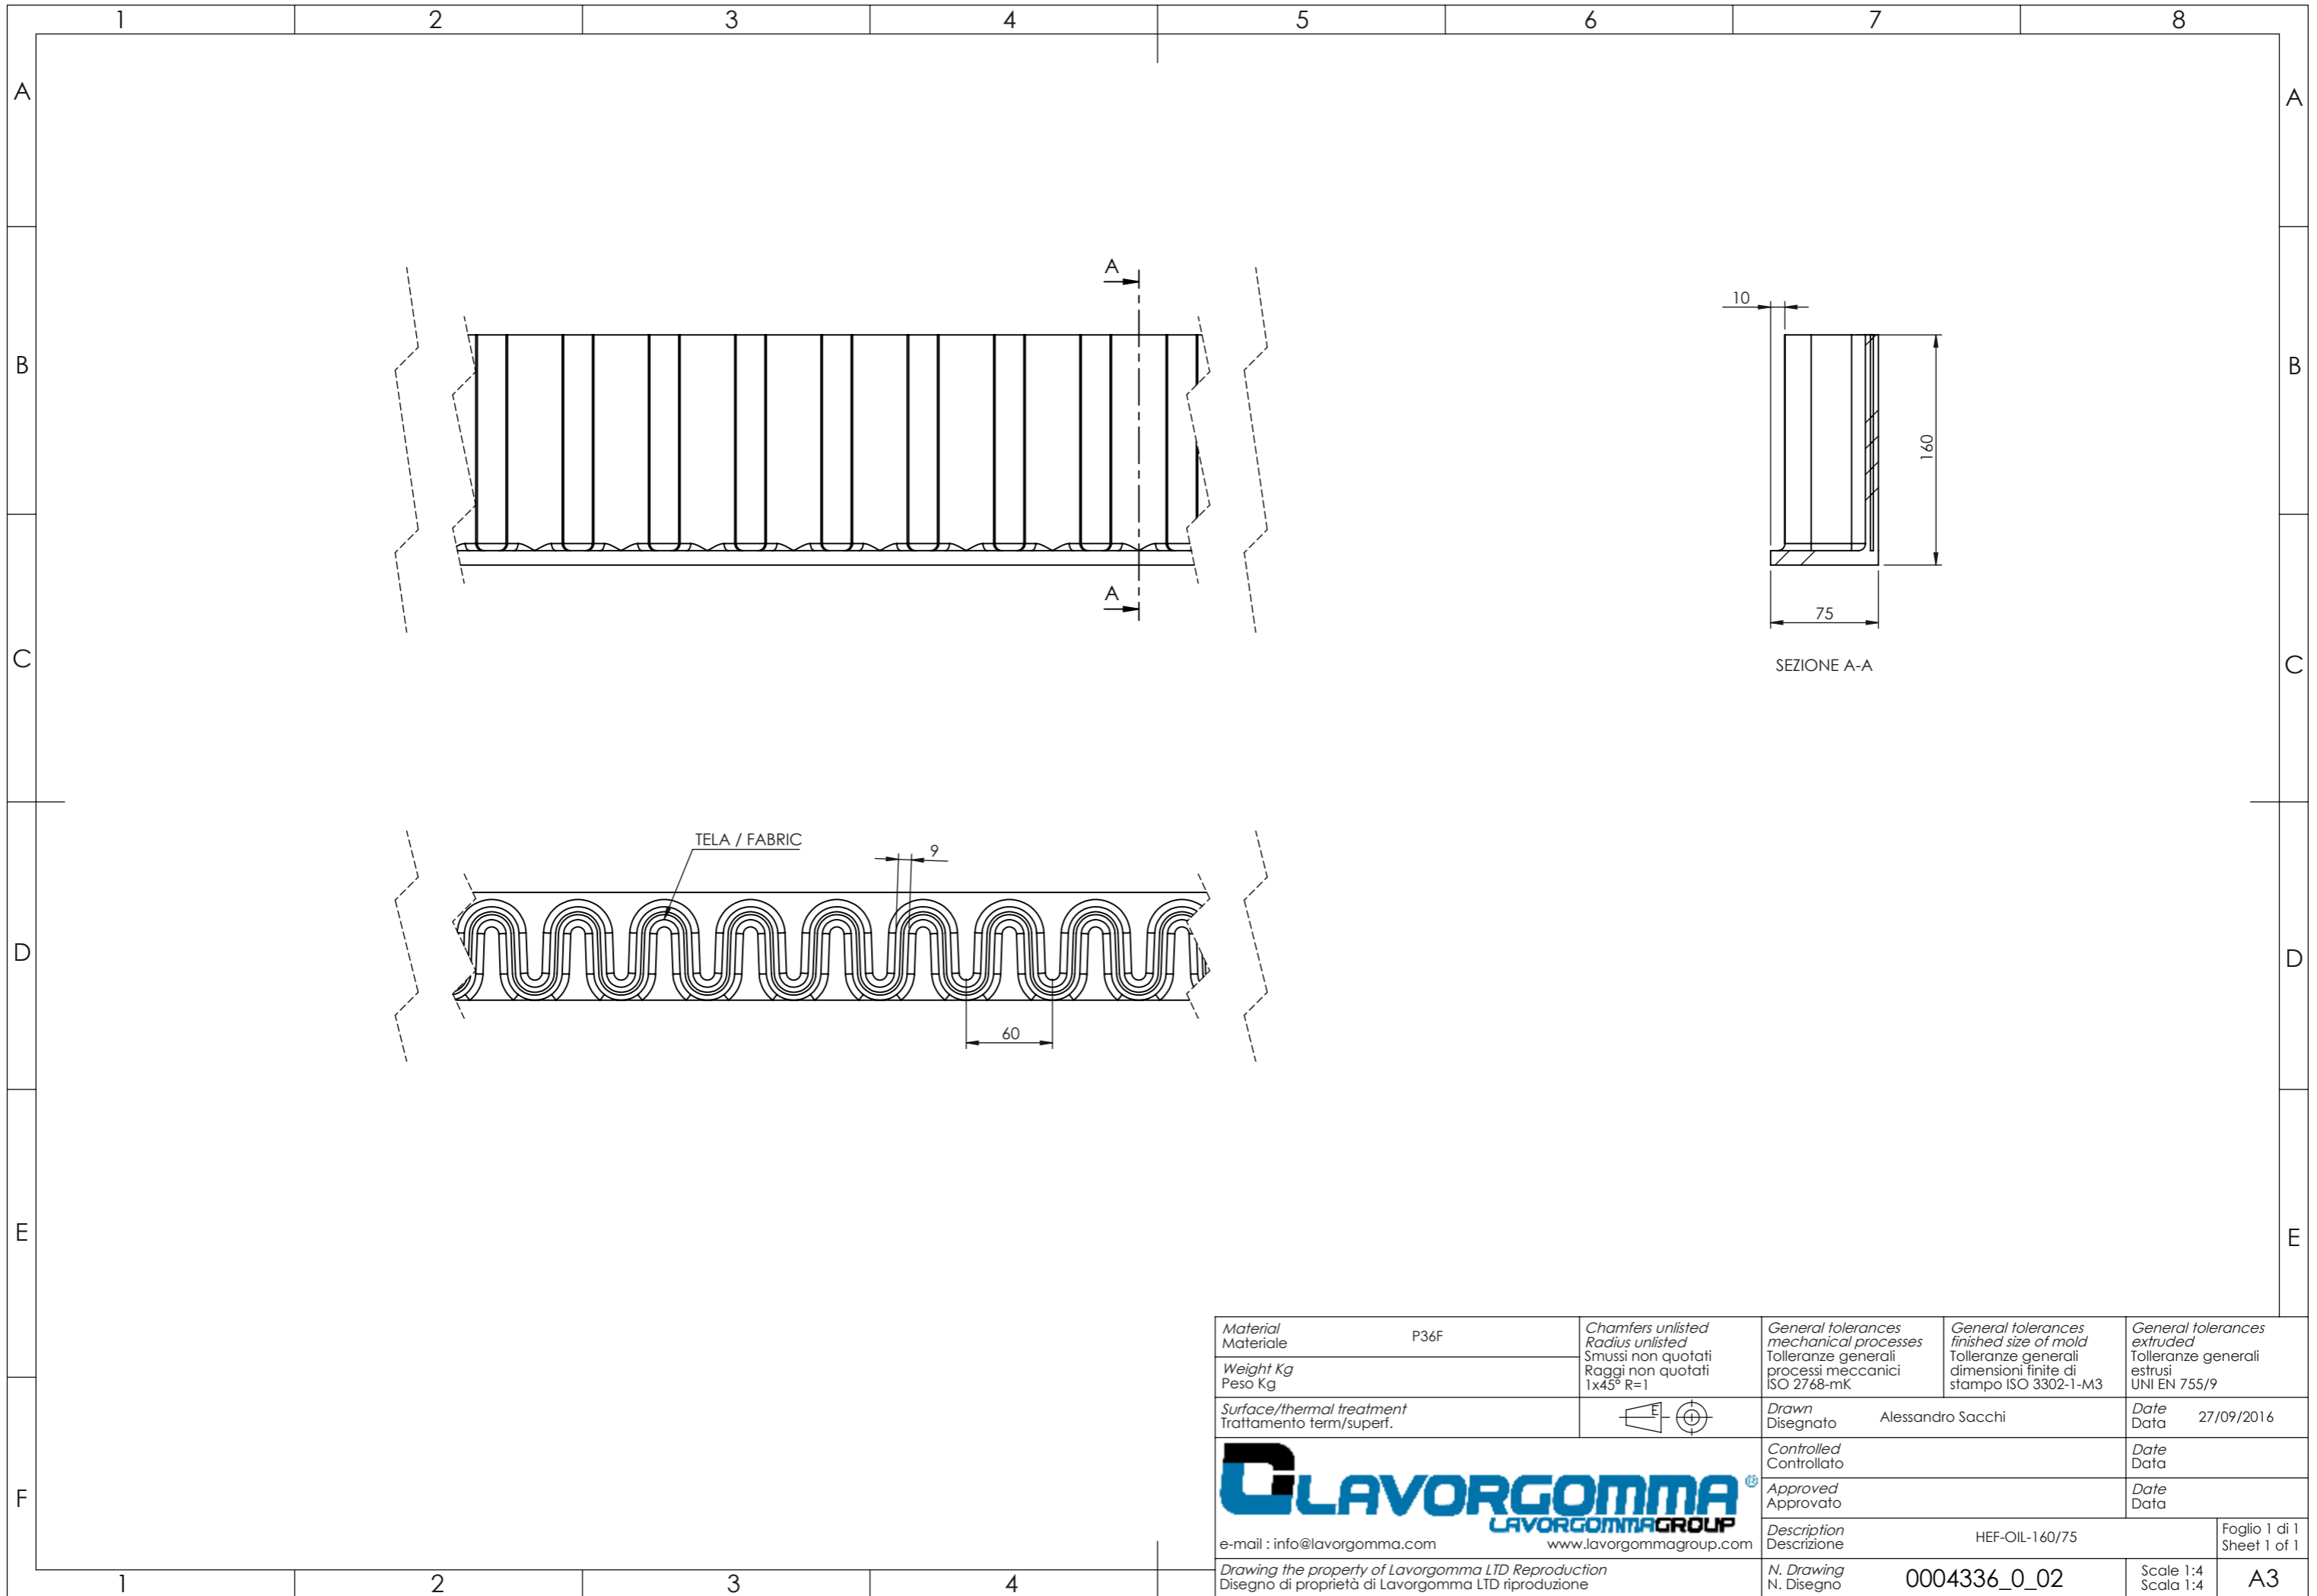 1 2 3 4 5 6 7 8
A A
A
10
B B
160
A
75
C C
SEZIONE A-A
TELA / FABRIC
9
D D
60
E E
F
Material
Materiale
P36F
Weight Kg
Peso Kg
Chamfers unlisted
Radius unlisted
Smussi non quotati
Raggi non quotati
1x45° R=1
General tolerances
mechanical processes
Tolleranze generali
processi meccanici
ISO 2768-mK
General tolerances
finished size of mold
Tolleranze generali
dimensioni finite di
stampo ISO 3302-1-M3
General tolerances
extruded
Tolleranze generali
estrusi
UNI EN 755/9
Surface/thermal treatment
Trattamento term/superf.
E
Drawn
Disegnato
Alessandro Sacchi
Date
Data
27/09/2016
LAVORGOMMA®
LAVORGOMMAGROUP
e-mail : info@lavorgomma.com www.lavorgommagroup.com
Controlled
Controllato
Date
Data
Approved
Approvato
Date
Data
Description
Descrizione
HEF-OIL-160/75
Foglio 1 di 1
Sheet 1 of 1
Drawing the property of Lavorgomma LTD Reproduction
Disegno di proprietà di Lavorgomma LTD riproduzione
N. Drawing
N. Disegno
0004336_0_02
Scale 1:4
Scala 1:4
A3
1 2 3 4